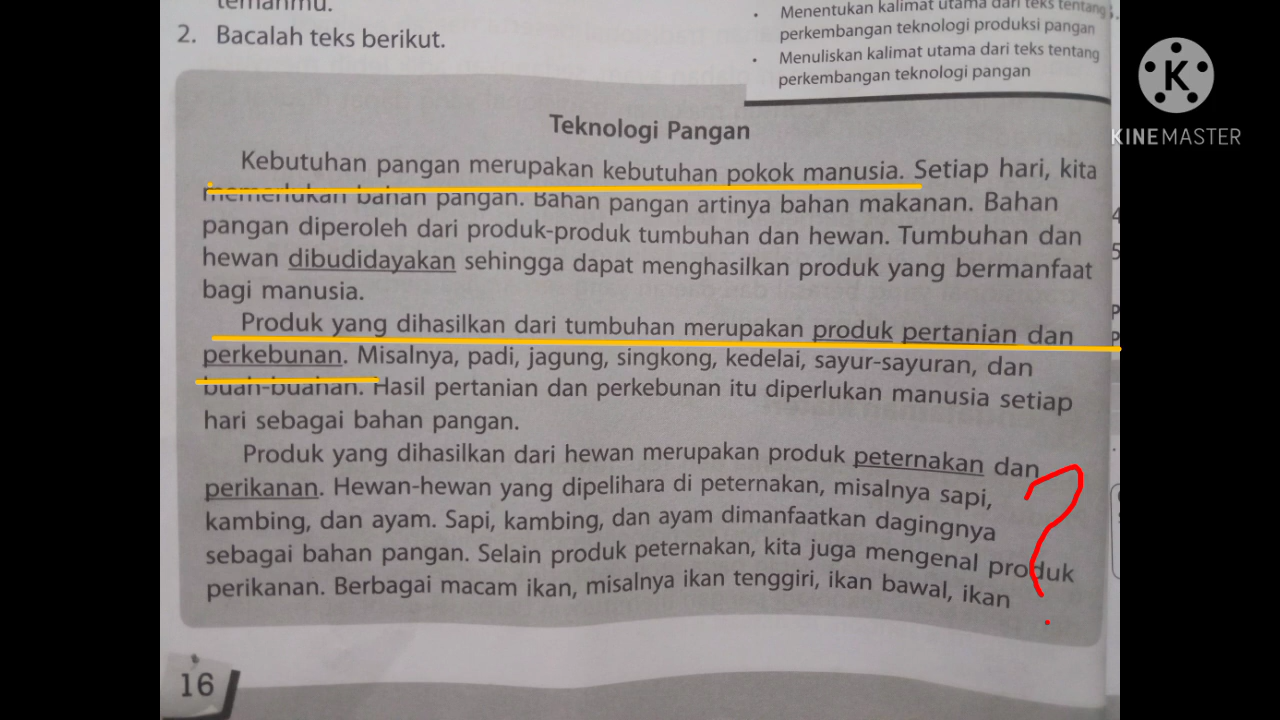 temanmu.
2. Bacalah teks berikut.
• Menentukan kalimat utama dari teks tentang
perkembangan teknologi produksi pangan
• Menuliskan kalimat utama dari teks tentang
perkembangan teknologi pangan
KINEMASTER
Teknologi Pangan
Kebutuhan pangan merupakan kebutuhan pokok manusia. Setiap hari, kita
memerlukan bahan pangan. Bahan pangan artinya bahan makanan. Bahan
pangan diperoleh dari produk-produk tumbuhan dan hewan. Tumbuhan dan
hewan dibudidayakan sehingga dapat menghasilkan produk yang bermanfaat
bagi manusia.
Produk yang dihasilkan dari tumbuhan merupakan produk pertanian dan
perkebunan. Misalnya, padi, jagung, singkong, kedelai, sayur-sayuran, dan
buah-buahan. Hasil pertanian dan perkebunan itu diperlukan manusia setiap
hari sebagai bahan pangan.
Produk yang dihasilkan dari hewan merupakan produk peternakan dan
perikanan. Hewan-hewan yang dipelihara di peternakan, misalnya sapi,
kambing, dan ayam. Sapi, kambing, dan ayam dimanfaatkan dagingnya
sebagai bahan pangan. Selain produk peternakan, kita juga mengenal produk
perikanan. Berbagai macam ikan, misalnya ikan tenggiri, ikan bawal, ikan
?
16